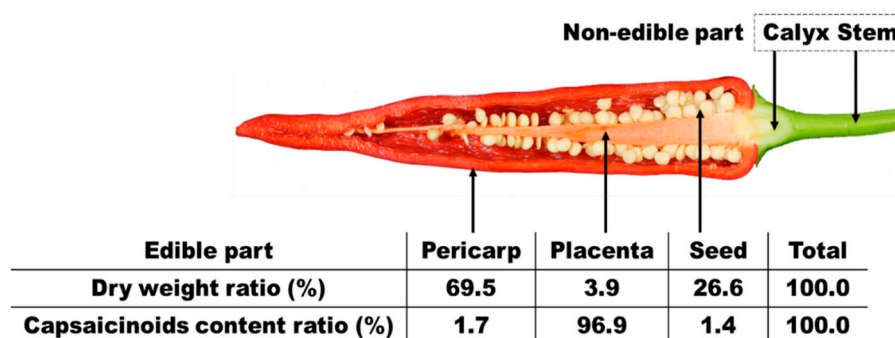 Non-edible part Calyx Stem
Edible part Pericarp Placenta Seed Total
Dry weight ratio (%) 69.5 3.9 26.6 100.0
Capsaicinoids content ratio (%) 1.7 96.9 1.4 100.0